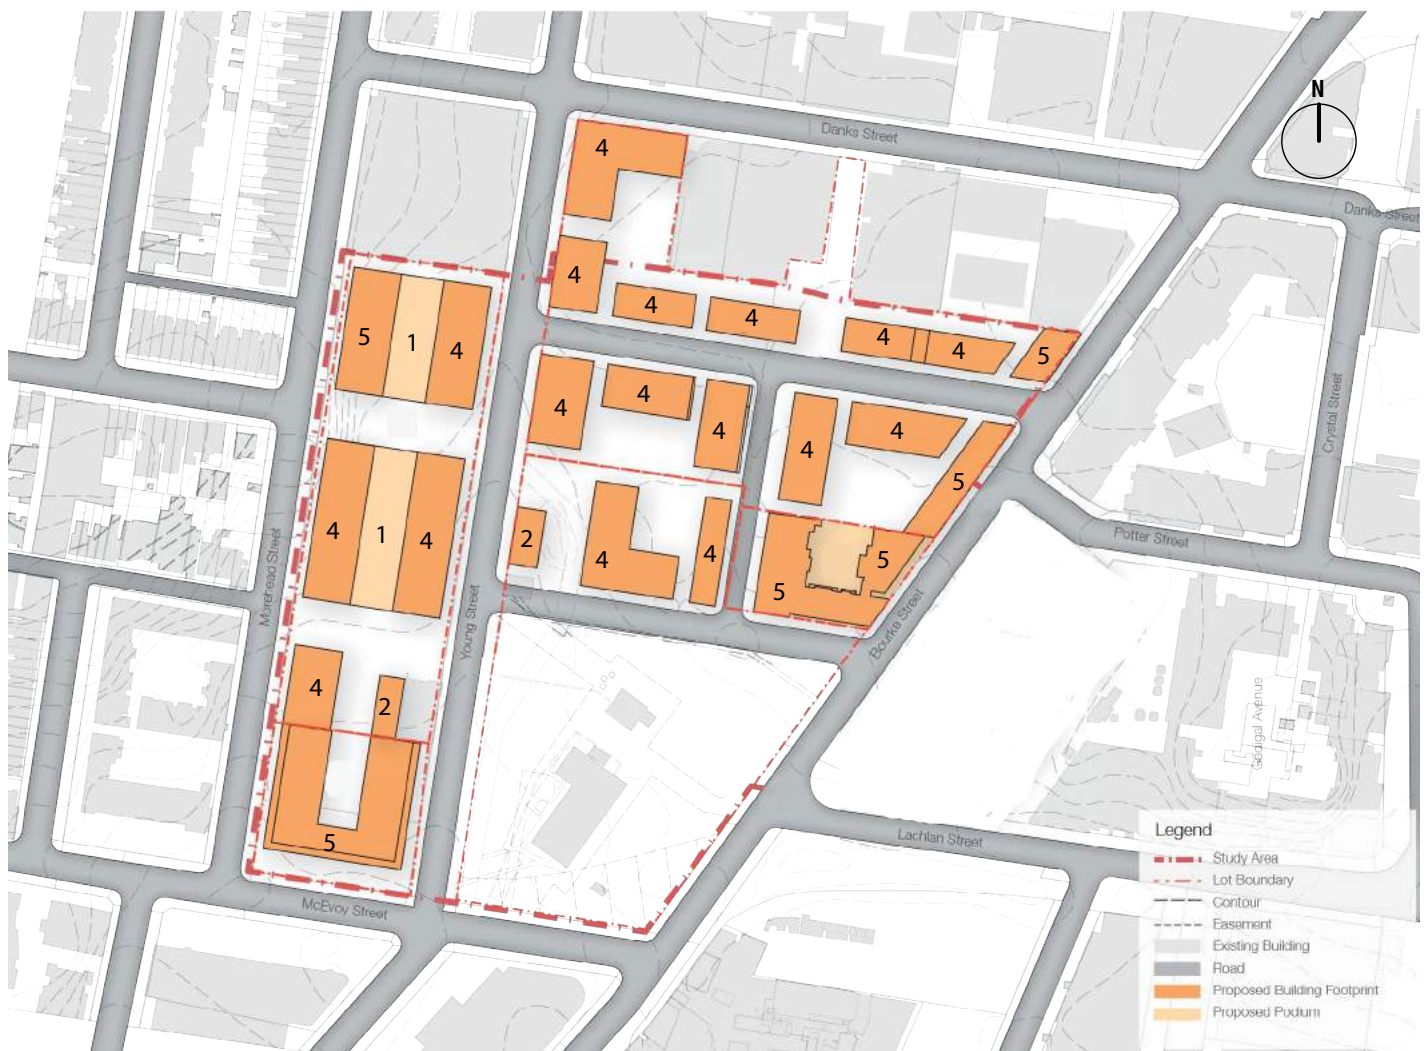 N
Danks Street
4
Danks Street
4
4
4
5
1
4
4
4
5
4
4
4
4
4
5
Crystal Street
4
1
4
2
4
4
5
5
Potter Street
Morehead Street
Young Street
Bourke Street
4
2
Gadigal Avenue
5
Lachlan Street
McEvoy Street
Legend
Study Area
Lot Boundary
Contour
Easement
Existing Building
Road
Proposed Building Footprint
Proposed Podium